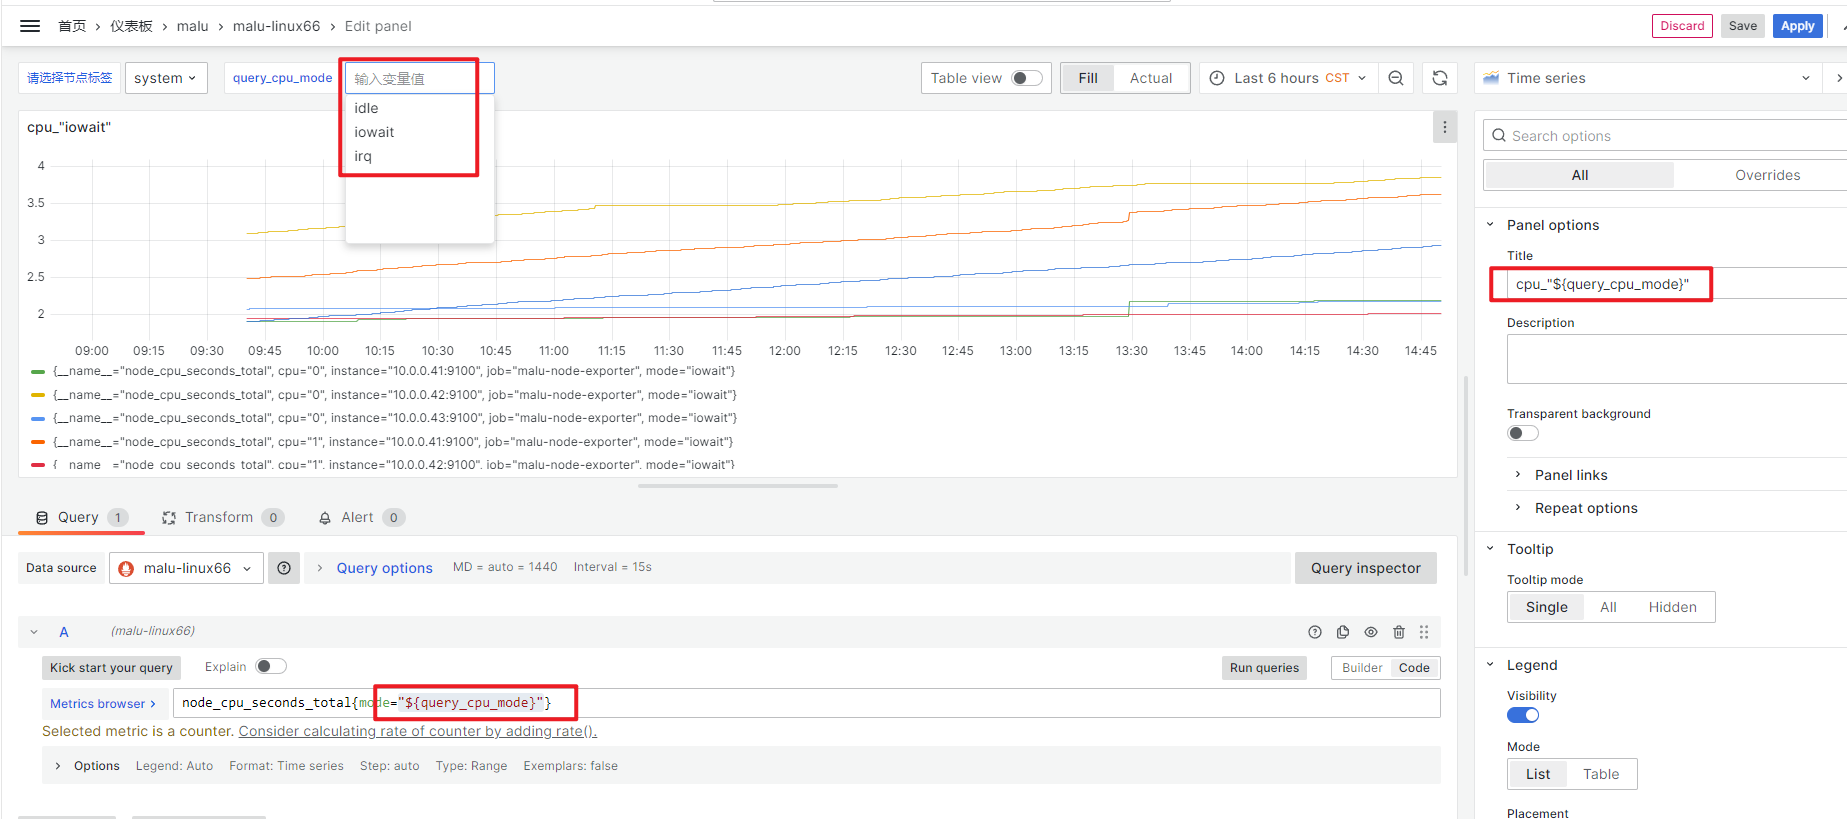 首页 › 仪表板 › malu › malu-linux66 › Edit panel
Discard Save Apply
请选择节点标签 system query_cpu_mode 输入变量值
idle
iowait
irq
Table view Fill Actual Last 6 hours CST
Time series
cpu_"iowait"
4
3.5
3
2.5
2
09:00 09:15 09:30 09:45 10:00 10:15 10:30 10:45 11:00 11:15 11:30 11:45 12:00 12:15 12:30 12:45 13:00 13:15 13:30 13:45 14:00 14:15 14:30 14:45
{__name__="node_cpu_seconds_total", cpu="0", instance="10.0.0.41:9100", job="malu-node-exporter", mode="iowait"}
{__name__="node_cpu_seconds_total", cpu="0", instance="10.0.0.42:9100", job="malu-node-exporter", mode="iowait"}
{__name__="node_cpu_seconds_total", cpu="0", instance="10.0.0.43:9100", job="malu-node-exporter", mode="iowait"}
{__name__="node_cpu_seconds_total", cpu="1", instance="10.0.0.41:9100", job="malu-node-exporter", mode="iowait"}
{__name__="node_cpu_seconds_total", cpu="1", instance="10.0.0.42:9100", job="malu-node-exporter", mode="iowait"}
Query 1 Transform 0 Alert 0
Data source malu-linux66 › Query options MD = auto = 1440 Interval = 15s Query inspector
A (malu-linux66)
Kick start your query Explain Run queries Builder Code
Metrics browser › node_cpu_seconds_total{mode="${query_cpu_mode}"}
Selected metric is a counter. Consider calculating rate of counter by adding rate().
› Options Legend: Auto Format: Time series Step: auto Type: Range Exemplars: false
Search options
All Overrides
Panel options
Title
cpu_"${query_cpu_mode}"
Description
Transparent background
› Panel links
› Repeat options
Tooltip
Tooltip mode
Single All Hidden
Legend
Visibility
Mode
List Table
Placement